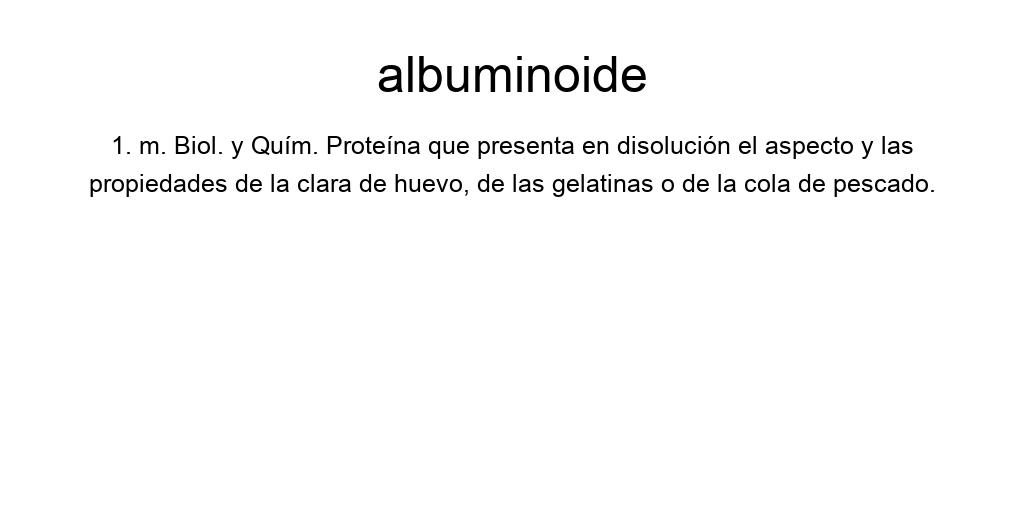 albuminoide
1. m. Biol. y Quím. Proteína que presenta en disolución el aspecto y las
propiedades de la clara de huevo, de las gelatinas o de la cola de pescado.